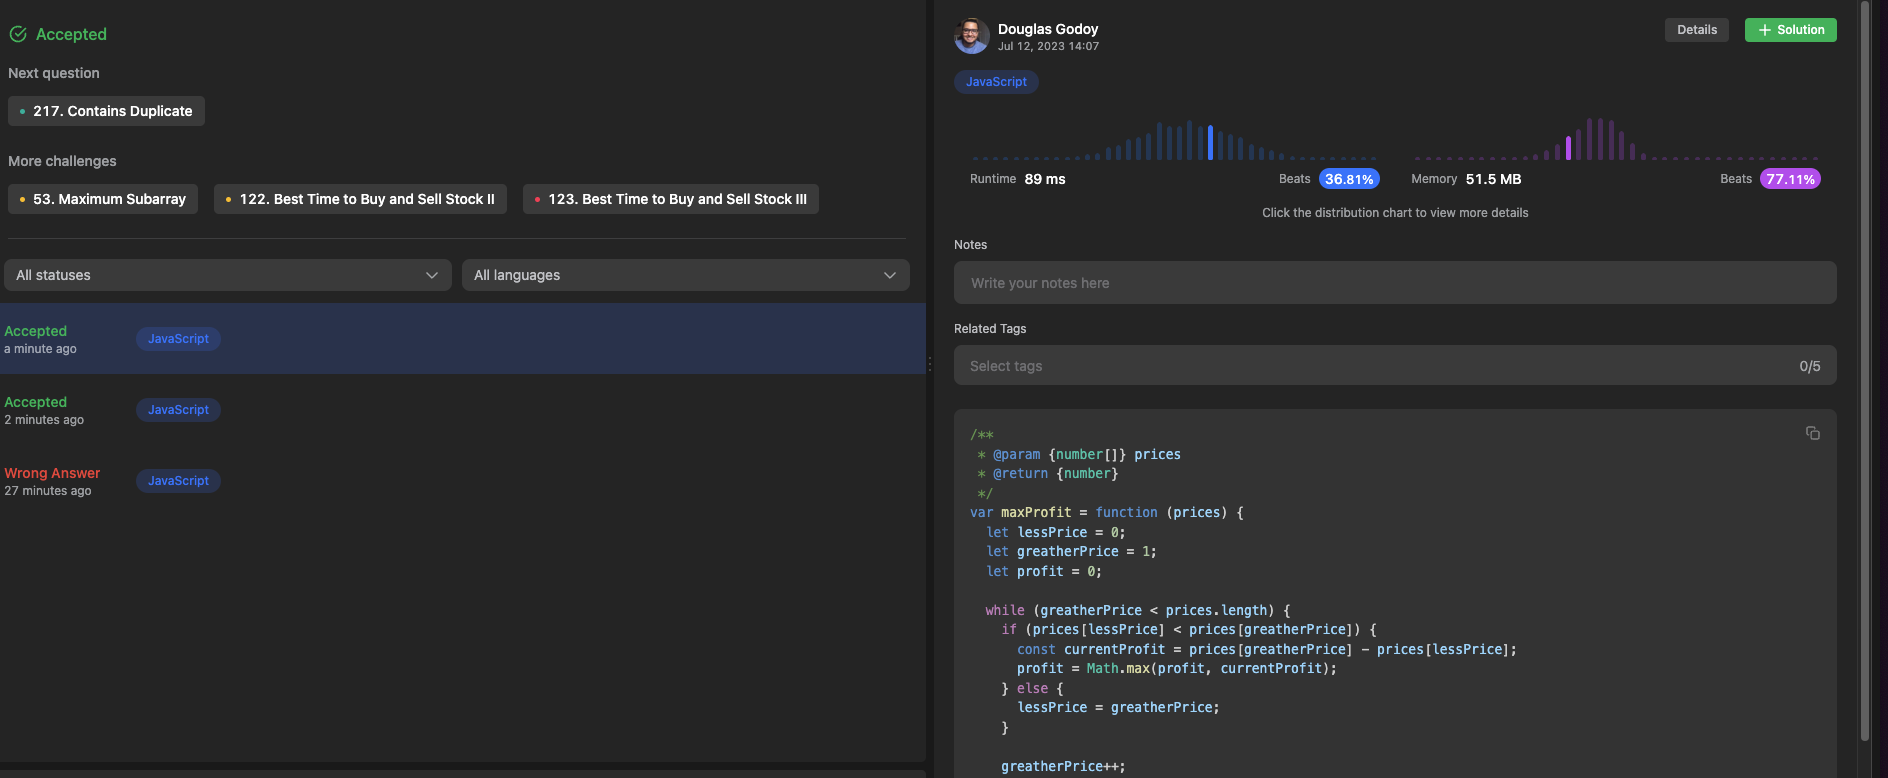 Accepted
Next question
217. Contains Duplicate
More challenges
53. Maximum Subarray
122. Best Time to Buy and Sell Stock II
123. Best Time to Buy and Sell Stock III
All statuses
All languages
Accepted
a minute ago
JavaScript
Accepted
2 minutes ago
JavaScript
Wrong Answer
27 minutes ago
JavaScript
Douglas Godoy
Jul 12, 2023 14:07
Details
+ Solution
JavaScript
Runtime 89 ms
Beats 36.81%
Memory 51.5 MB
Beats 77.11%
Click the distribution chart to view more details
Notes
Write your notes here
Related Tags
Select tags
0/5
/**
 * @param {number[]} prices
 * @return {number}
 */
var maxProfit = function (prices) {
  let lessPrice = 0;
  let greatherPrice = 1;
  let profit = 0;
  while (greatherPrice < prices.length) {
    if (prices[lessPrice] < prices[greatherPrice]) {
      const currentProfit = prices[greatherPrice] - prices[lessPrice];
      profit = Math.max(profit, currentProfit);
    } else {
      lessPrice = greatherPrice;
    }
    greatherPrice++;